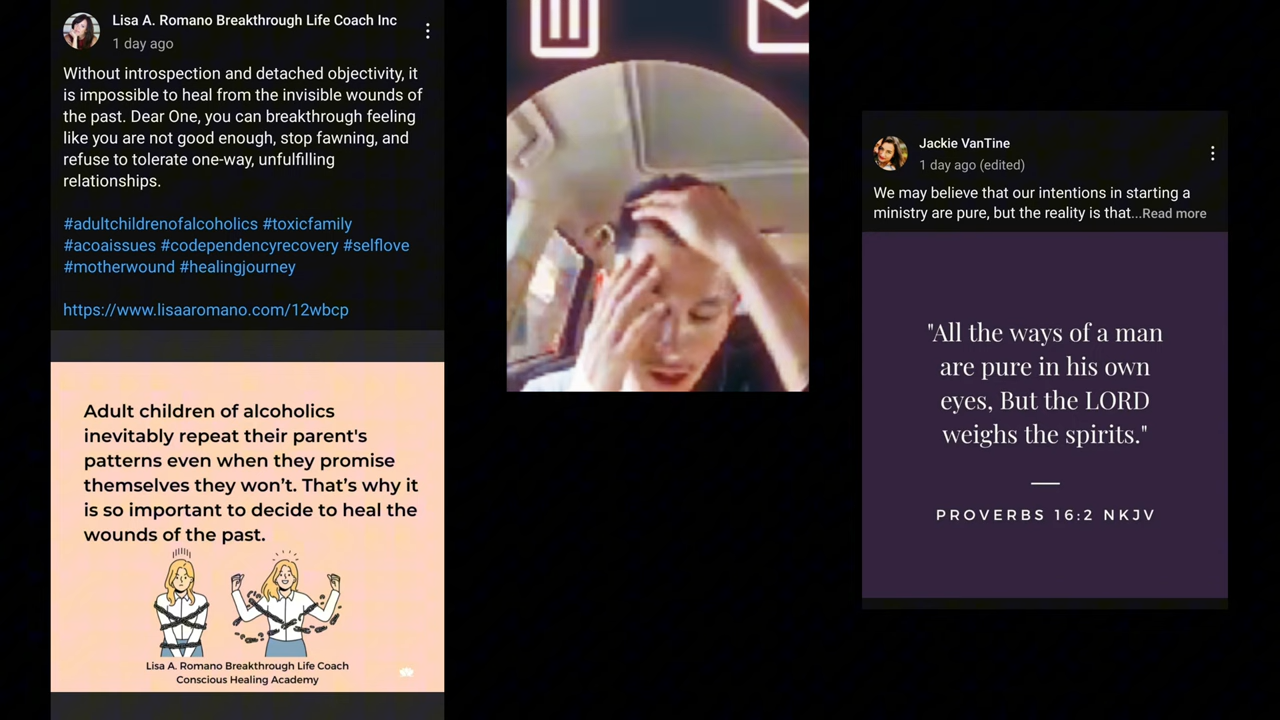 Lisa A. Romano Breakthrough Life Coach Inc
1 day ago
Without introspection and detached objectivity, it
is impossible to heal from the invisible wounds of
the past. Dear One, you can breakthrough feeling
like you are not good enough, stop fawning, and
refuse to tolerate one-way, unfulfilling
relationships.
#adultchildrenofalcoholics #toxicfamily
#acoaissues #codependencyrecovery #selflove
#motherwound #healingjourney
https://www.lisaaromano.com/12wbcp
Adult children of alcoholics
inevitably repeat their parent's
patterns even when they promise
themselves they won't. That's why it
is so important to decide to heal the
wounds of the past.
Lisa A. Romano Breakthrough Life Coach
Conscious Healing Academy
Jackie VanTine
1 day ago (edited)
We may believe that our intentions in starting a
ministry are pure, but the reality is that...Read more
"All the ways of a man
are pure in his own
eyes, But the LORD
weighs the spirits."
PROVERBS 16:2 NKJV